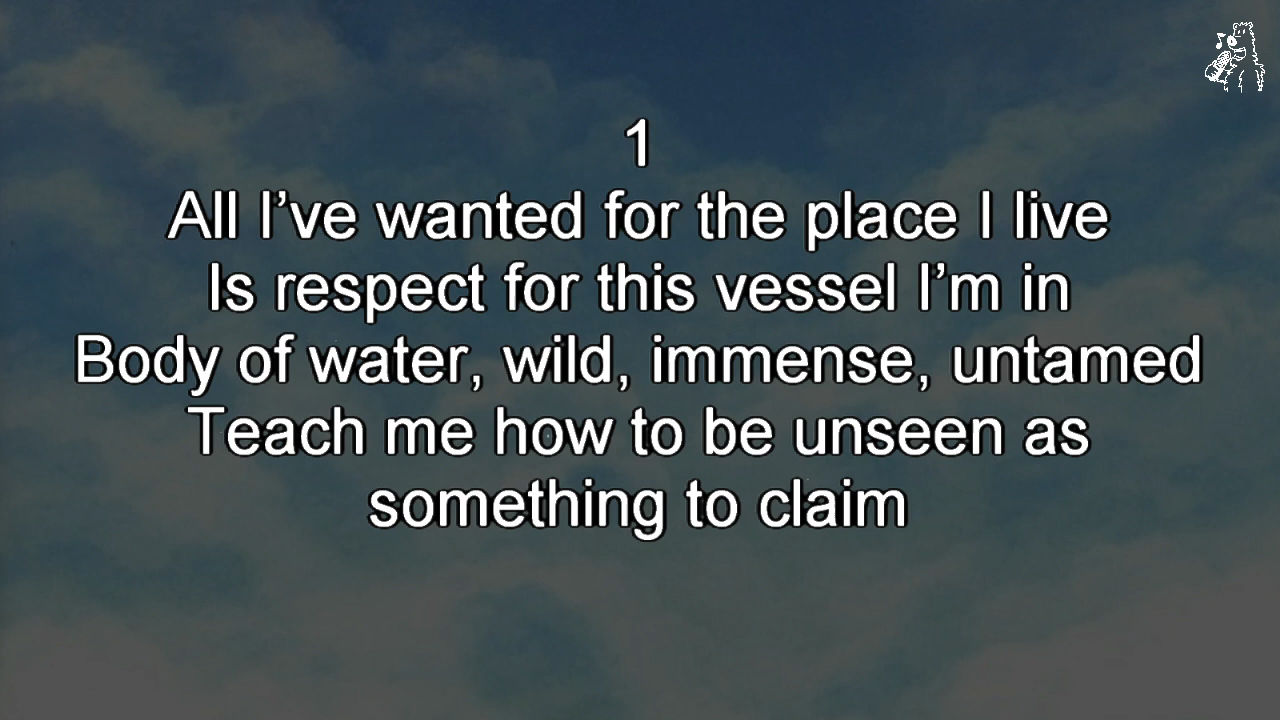 1
All I’ve wanted for the place I live
Is respect for this vessel I’m in
Body of water, wild, immense, untamed
Teach me how to be unseen as
something to claim